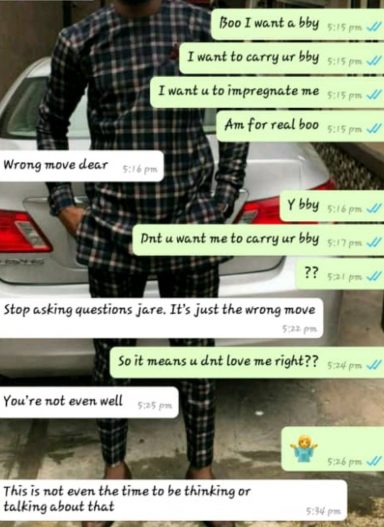 Boo I want a bby 5:15 pm
I want to carry ur bby 5:15 pm
I want u to impregnate me 5:15 pm
Am for real boo 5:15 pm
Wrong move dear 5:16 pm
Y bby 5:16 pm
Dnt u want me to carry ur bby 5:17 pm
?? 5:21 pm
Stop asking questions jare. It's just the wrong move
5:22 pm
So it means u dnt love me right?? 5:24 pm
You're not even well 5:25 pm
🤷‍♀️ 5:26 pm
This is not even the time to be thinking or
talking about that 5:34 pm